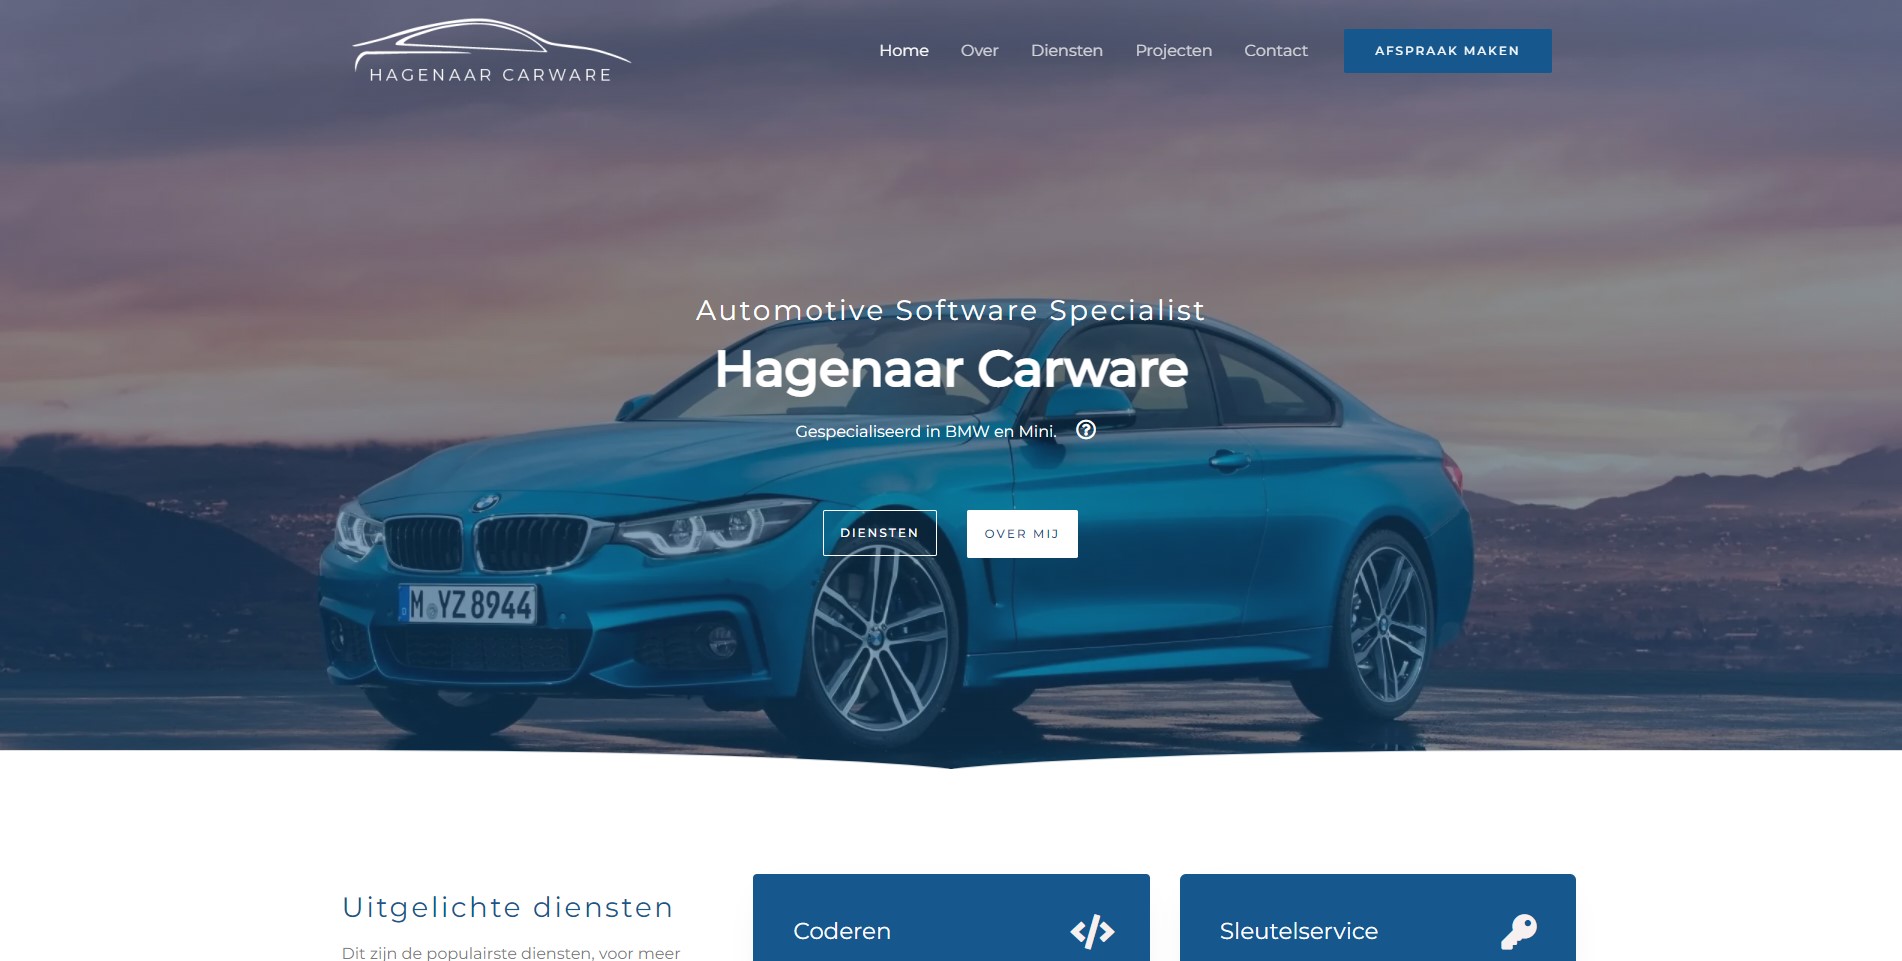 HAGENAAR CARWARE
Home Over Diensten Projecten Contact AFSPRAAK MAKEN
Automotive Software Specialist
Hagenaar Carware
Gespecialiseerd in BMW en Mini.
DIENSTEN OVER MIJ
M YZ 8944
Uitgelichte diensten
Dit zijn de populairste diensten, voor meer
Coderen
Sleutelservice